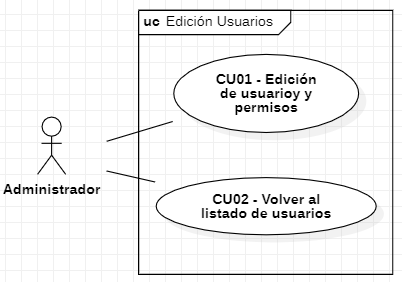 uc Edición Usuarios
CU01 - Edición
de usuarioy y
permisos
Administrador
CU02 - Volver al
listado de usuarios